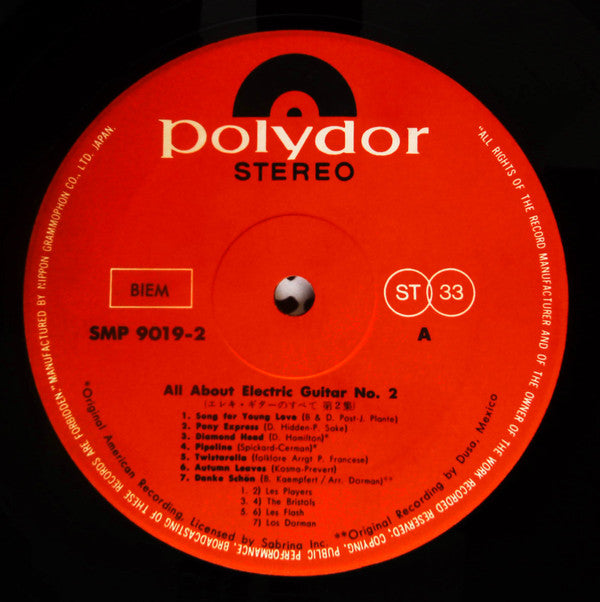 polydor
STEREO
BIEM
ST 33
SMP 9019-2
A
All About Electric Guitar No. 2
(エレキ・ギターのすべて 第2集)
1. Song for Young Love (B & D. Post-J. Plante)
2. Pony Express (D. Hidden-P. Sake)
3. Diamond Head (D. Hamilton)*
4. Pipeline (Spickard-German)*
5. Twistarella (folklore Arrgt P. Francese)
6. Autumn Leaves (Kosma-Prevert)
7. Danke Schön (B. Kaempfert/Arr. Dorman)**
1. 2) Les Players
3. 4) The Bristols
5. 6) Les Flash
7) Los Dorman
*Original American Recording, Licensed by Sabrina Inc. **Original Recording by Dusa, Mexico
"ALL RIGHTS OF THE RECORD MANUFACTURER AND OF THE OWNER OF THE WORK RECORDED RESERVED, COPYING, PUBLIC PERFORMANCE, BROADCASTING OF THESE RECORDS ARE FORBIDDEN." MANUFACTURED BY NIPPON GRAMMOPHON CO., LTD. JAPAN.